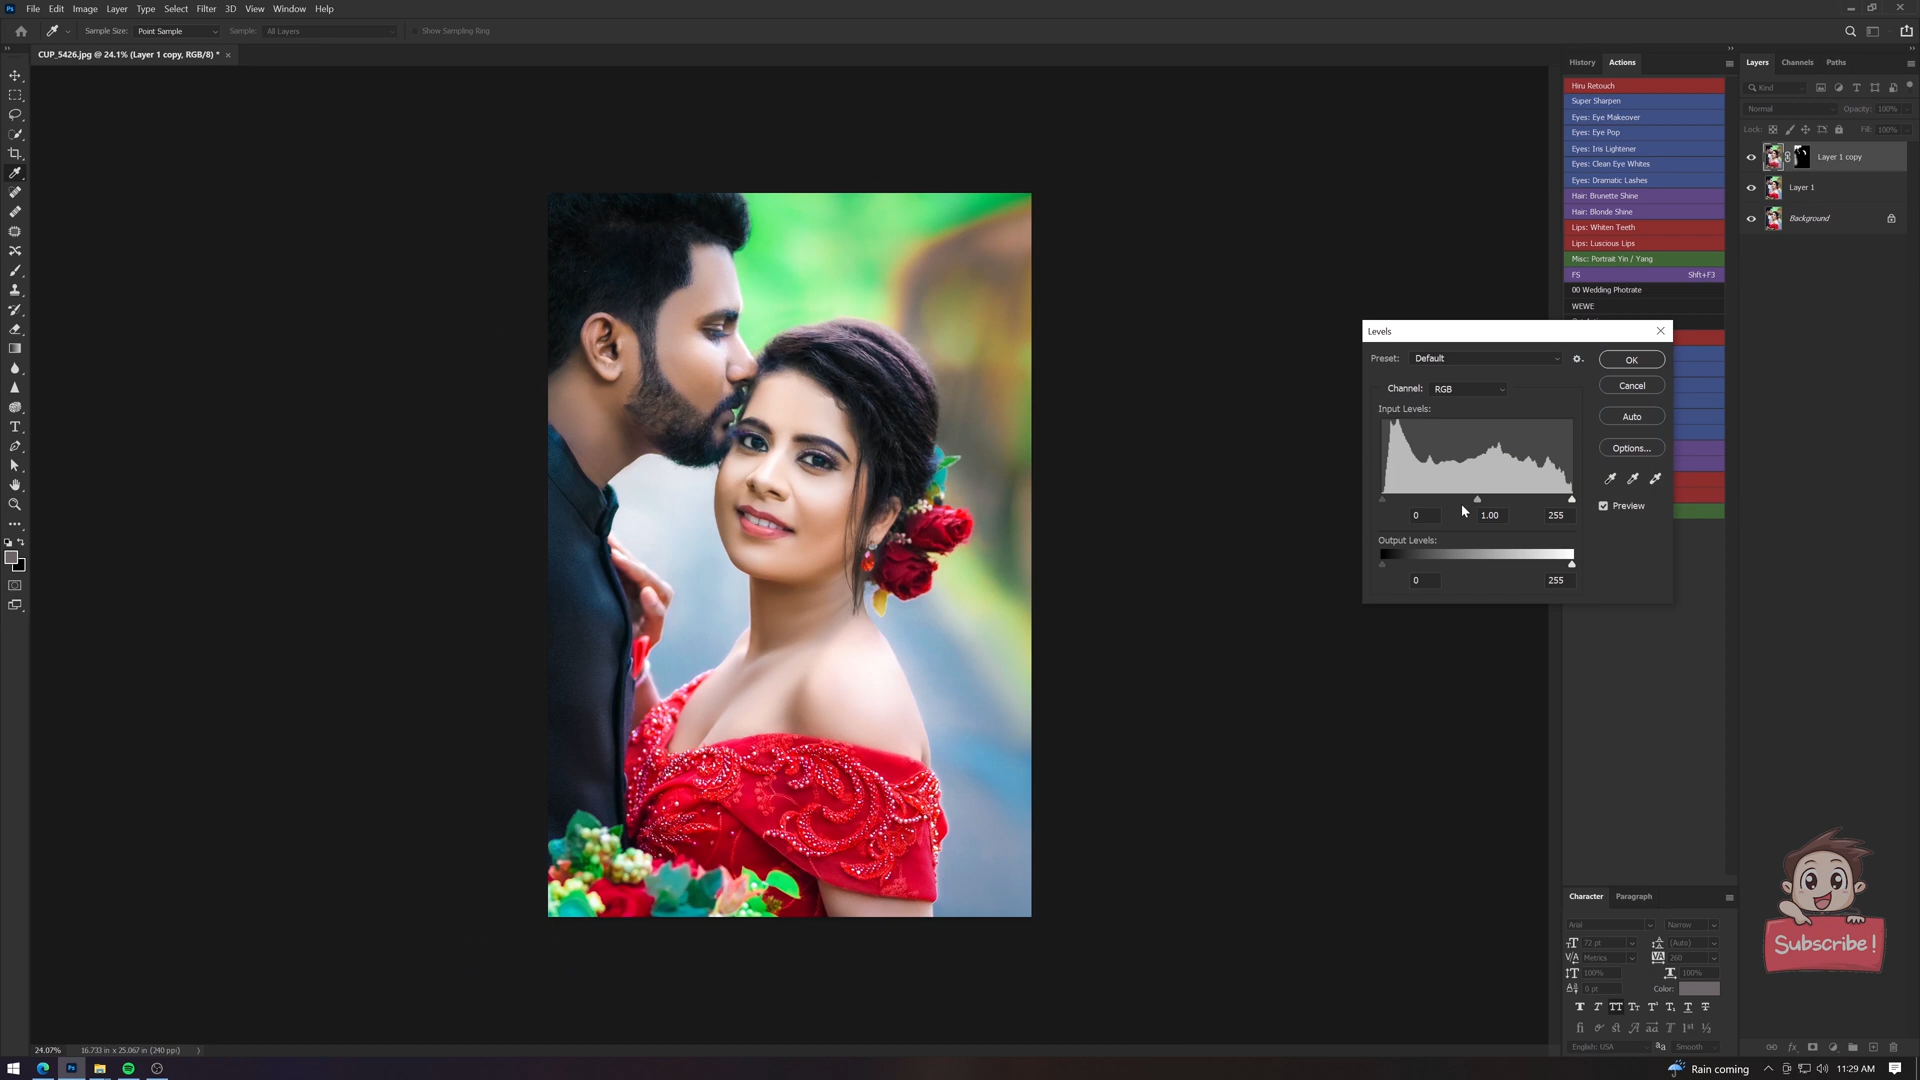 File Edit Image Layer Type Select Filter 3D View Window Help
Sample Size: Point Sample Sample: All Layers Show Sampling Ring
CUP_5426.jpg @ 24.1% (Layer 1 copy, RGB/8) *
History Actions
Hiru Retouch
Super Sharpen
Eyes: Eye Makeover
Eyes: Eye Pop
Eyes: Iris Lightener
Eyes: Clean Eye Whites
Eyes: Dramatic Lashes
Hair: Brunette Shine
Hair: Blonde Shine
Lips: Whiten Teeth
Lips: Luscious Lips
Misc: Portrait Yin / Yang
FS Shft+F3
00 Wedding Photrate
WEWE
Layers Channels Paths
Kind
Normal Opacity: 100%
Lock: Fill: 100%
Layer 1 copy
Layer 1
Background
Levels
Preset: Default
OK
Channel: RGB
Cancel
Input Levels:
Auto
Options...
Preview
0 1.00 255
Output Levels:
0 255
Character Paragraph
Arial Narrow
72 pt (Auto)
Metrics 260
100% 100%
0 pt Color:
English: USA Smooth
Subscribe!
24.07% 16.733 in x 25.067 in (240 ppi)
Rain coming 11:29 AM